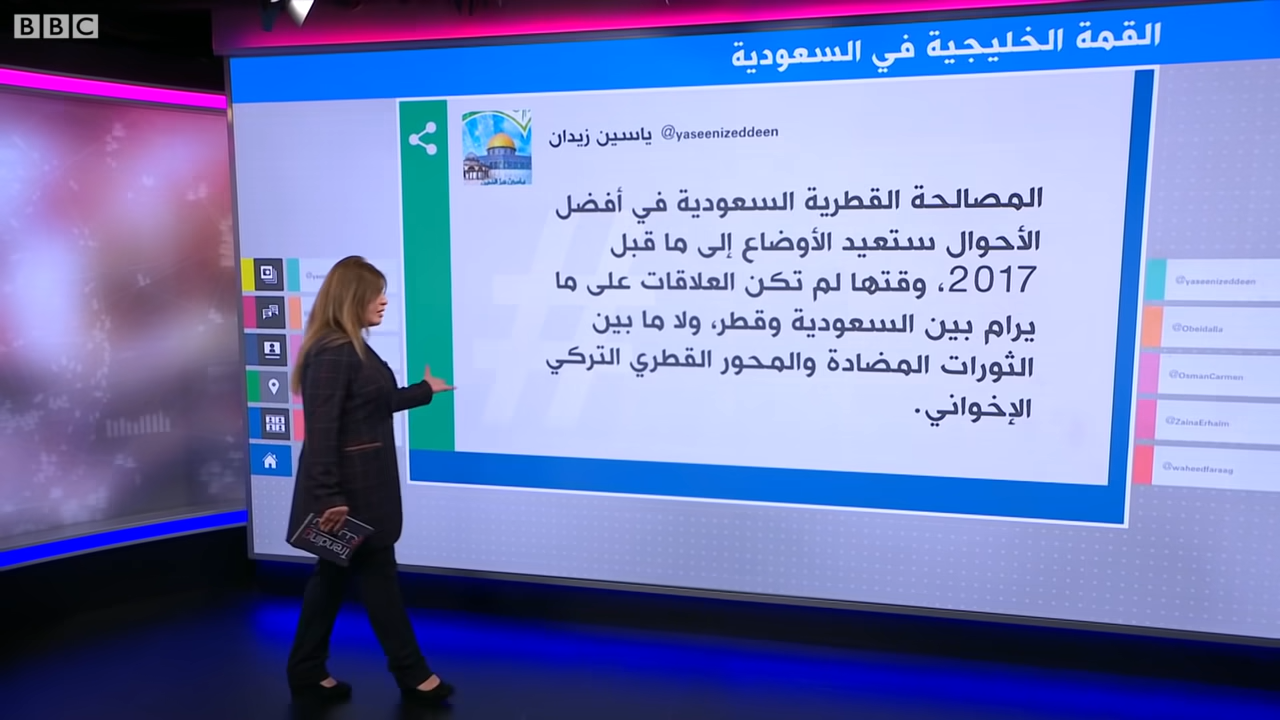 BBC
القمة الخليجية في السعودية
ياسين زيدان @yaseenizeddeen
المصالحة القطرية السعودية في أفضل
الأحوال ستعيد الأوضاع إلى ما قبل
2017، وقتها لم تكن العلاقات على ما
يرام بين السعودية وقطر، ولا ما بين
الثورات المضادة والمحور القطري التركي
الإخواني.
@yaseenizeddeen
@Obeidalla
@OsmanCarmen
@ZainaErhaim
@waheedfaraag
Trending